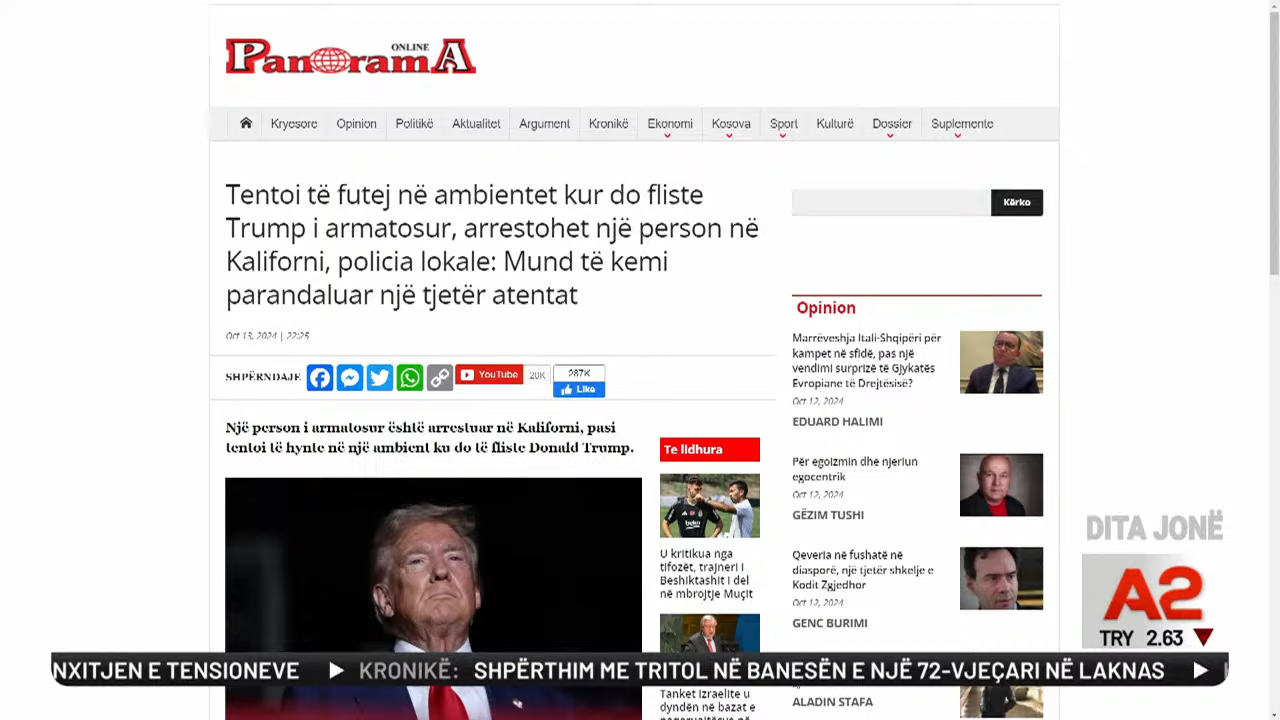 ONLINE
PanoramA
Kryesore Opinion Politikë Aktualitet Argument Kronikë Ekonomi Kosova Sport Kulturë Dossier Suplemente
Tentoi të futej në ambientet kur do fliste
Trump i armatosur, arrestohet një person në
Kaliforni, policia lokale: Mund të kemi
parandaluar një tjetër atentat
Oct 13, 2024 | 22:25
SHPËRNDAJE
YouTube 20K
287K
Like
Një person i armatosur është arrestuar në Kaliforni, pasi
tentoi të hynte në një ambient ku do të fliste Donald Trump.
Te lidhura
U kritikua nga
tifozët, trajneri i
Beshiktashit i del
në mbrojtje Muçit
Tanket izraelite u
dyndën në bazat e
Kërko
Opinion
Marrëveshja Itali-Shqipëri për
kampet në sfidë, pas një
vendimi surprizë të Gjykatës
Evropiane të Drejtësisë?
Oct 12, 2024
EDUARD HALIMI
Për egoizmin dhe njeriun
egocentrik
Oct 12, 2024
GËZIM TUSHI
Qeveria në fushatë në
diasporë, një tjetër shkelje e
Kodit Zgjedhor
Oct 12, 2024
GENC BURIMI
ALADIN STAFA
DITA JONË
A2
TRY 2.63
NXITJEN E TENSIONEVE KRONIKË: SHPËRTHIM ME TRITOL NË BANESËN E NJË 72-VJEÇARI NË LAKNAS